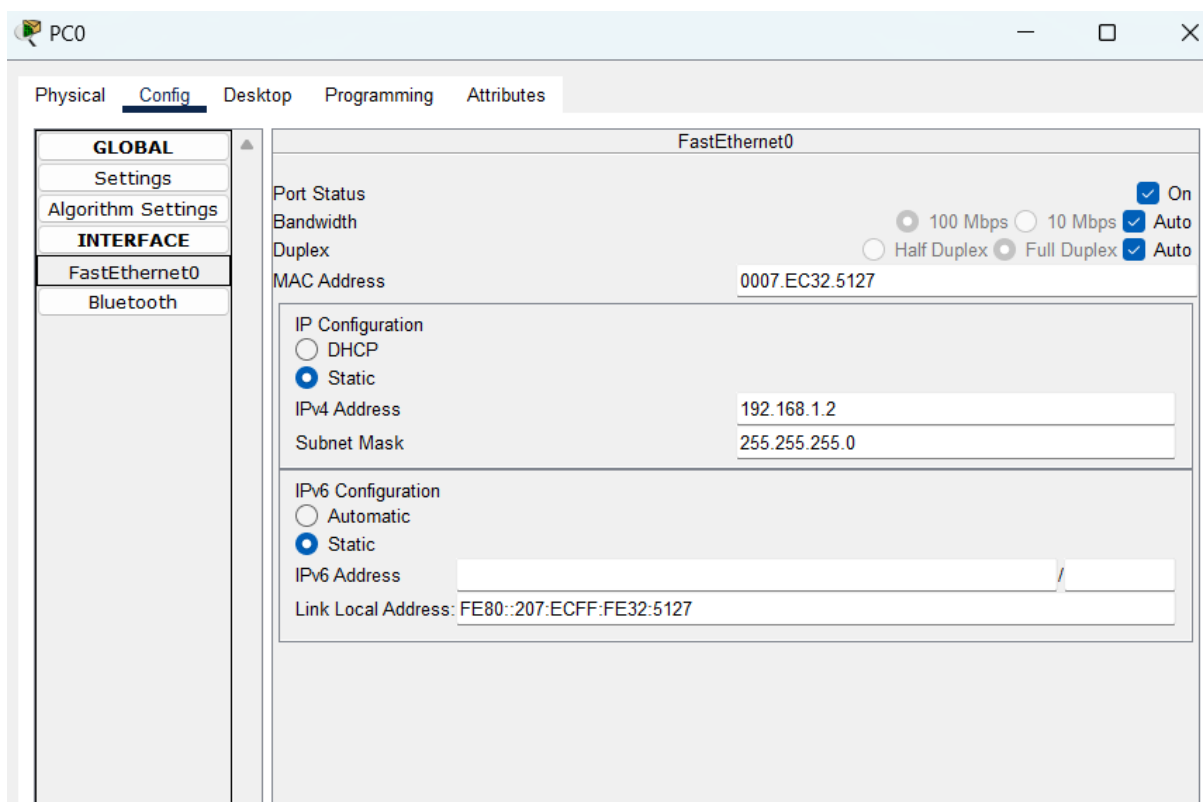 PC0
Physical Config Desktop Programming Attributes
GLOBAL
Settings
Algorithm Settings
INTERFACE
FastEthernet0
Bluetooth
FastEthernet0
Port Status On
Bandwidth 100 Mbps 10 Mbps Auto
Duplex Half Duplex Full Duplex Auto
MAC Address 0007.EC32.5127
IP Configuration
DHCP
Static
IPv4 Address 192.168.1.2
Subnet Mask 255.255.255.0
IPv6 Configuration
Automatic
Static
IPv6 Address /
Link Local Address: FE80::207:ECFF:FE32:5127